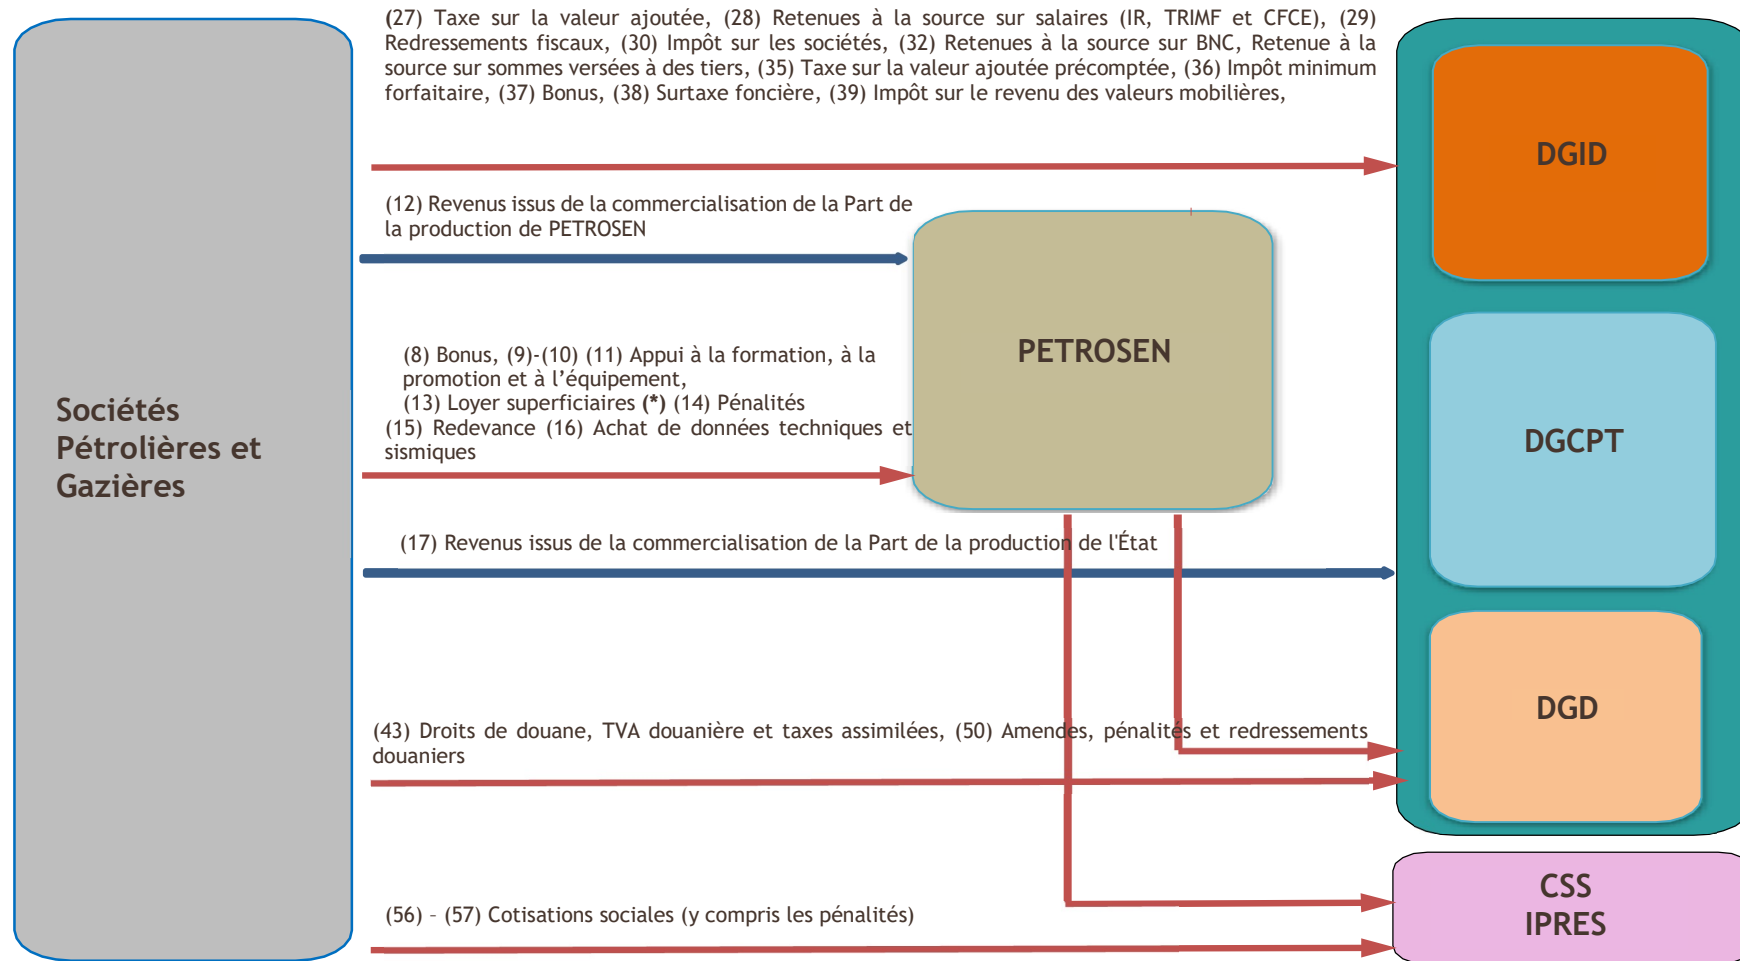 (27) Taxe sur la valeur ajoutée, (28) Retenues à la source sur salaires (IR, TRIMF et CFCE), (29)
Redressements fiscaux, (30) Impôt sur les sociétés, (32) Retenues à la source sur BNC, Retenue à la
source sur sommes versées à des tiers, (35) Taxe sur la valeur ajoutée précomptée, (36) Impôt minimum
forfaitaire, (37) Bonus, (38) Surtaxe foncière, (39) Impôt sur le revenu des valeurs mobilières,
DGID
(12) Revenus issus de la commercialisation de la Part de
la production de PETROSEN
PETROSEN
(8) Bonus, (9)-(10) (11) Appui à la formation, à la
promotion et à l’équipement,
(13) Loyer superficiaires (*) (14) Pénalités
(15) Redevance (16) Achat de données techniques et
sismiques
Sociétés
Pétrolières et
Gazières
DGCPT
(17) Revenus issus de la commercialisation de la Part de la production de l'État
DGD
(43) Droits de douane, TVA douanière et taxes assimilées, (50) Amendes, pénalités et redressements
douaniers
CSS
IPRES
(56) – (57) Cotisations sociales (y compris les pénalités)